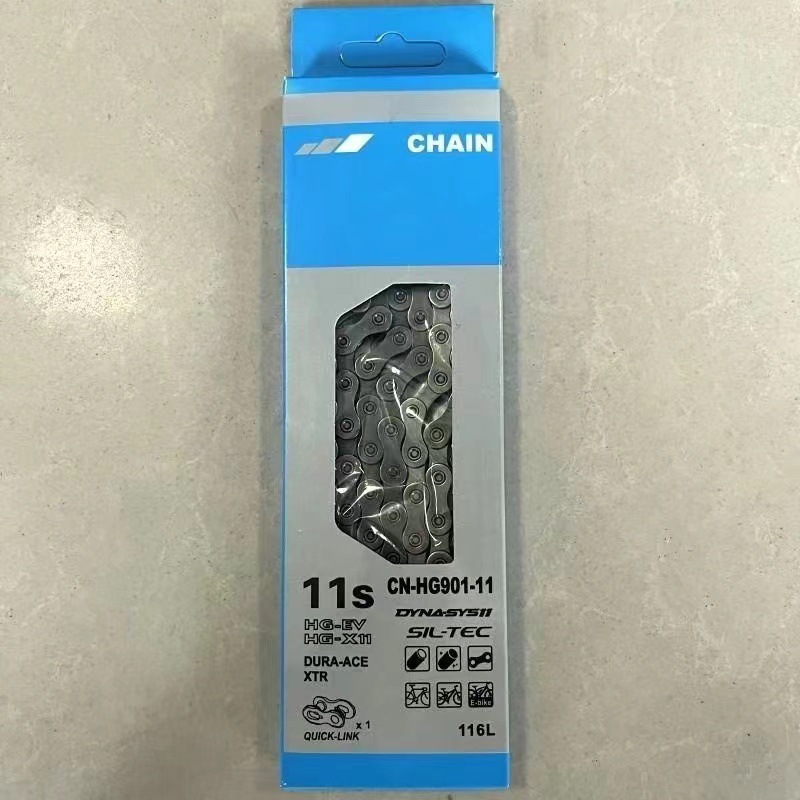 CHAIN
11s
CN-HG901-11
HG-EV
HG-X11
DYNA-SYS11
SIL-TEC
DURA-ACE
XTR
E-bike
x 1
QUICK-LINK
116L